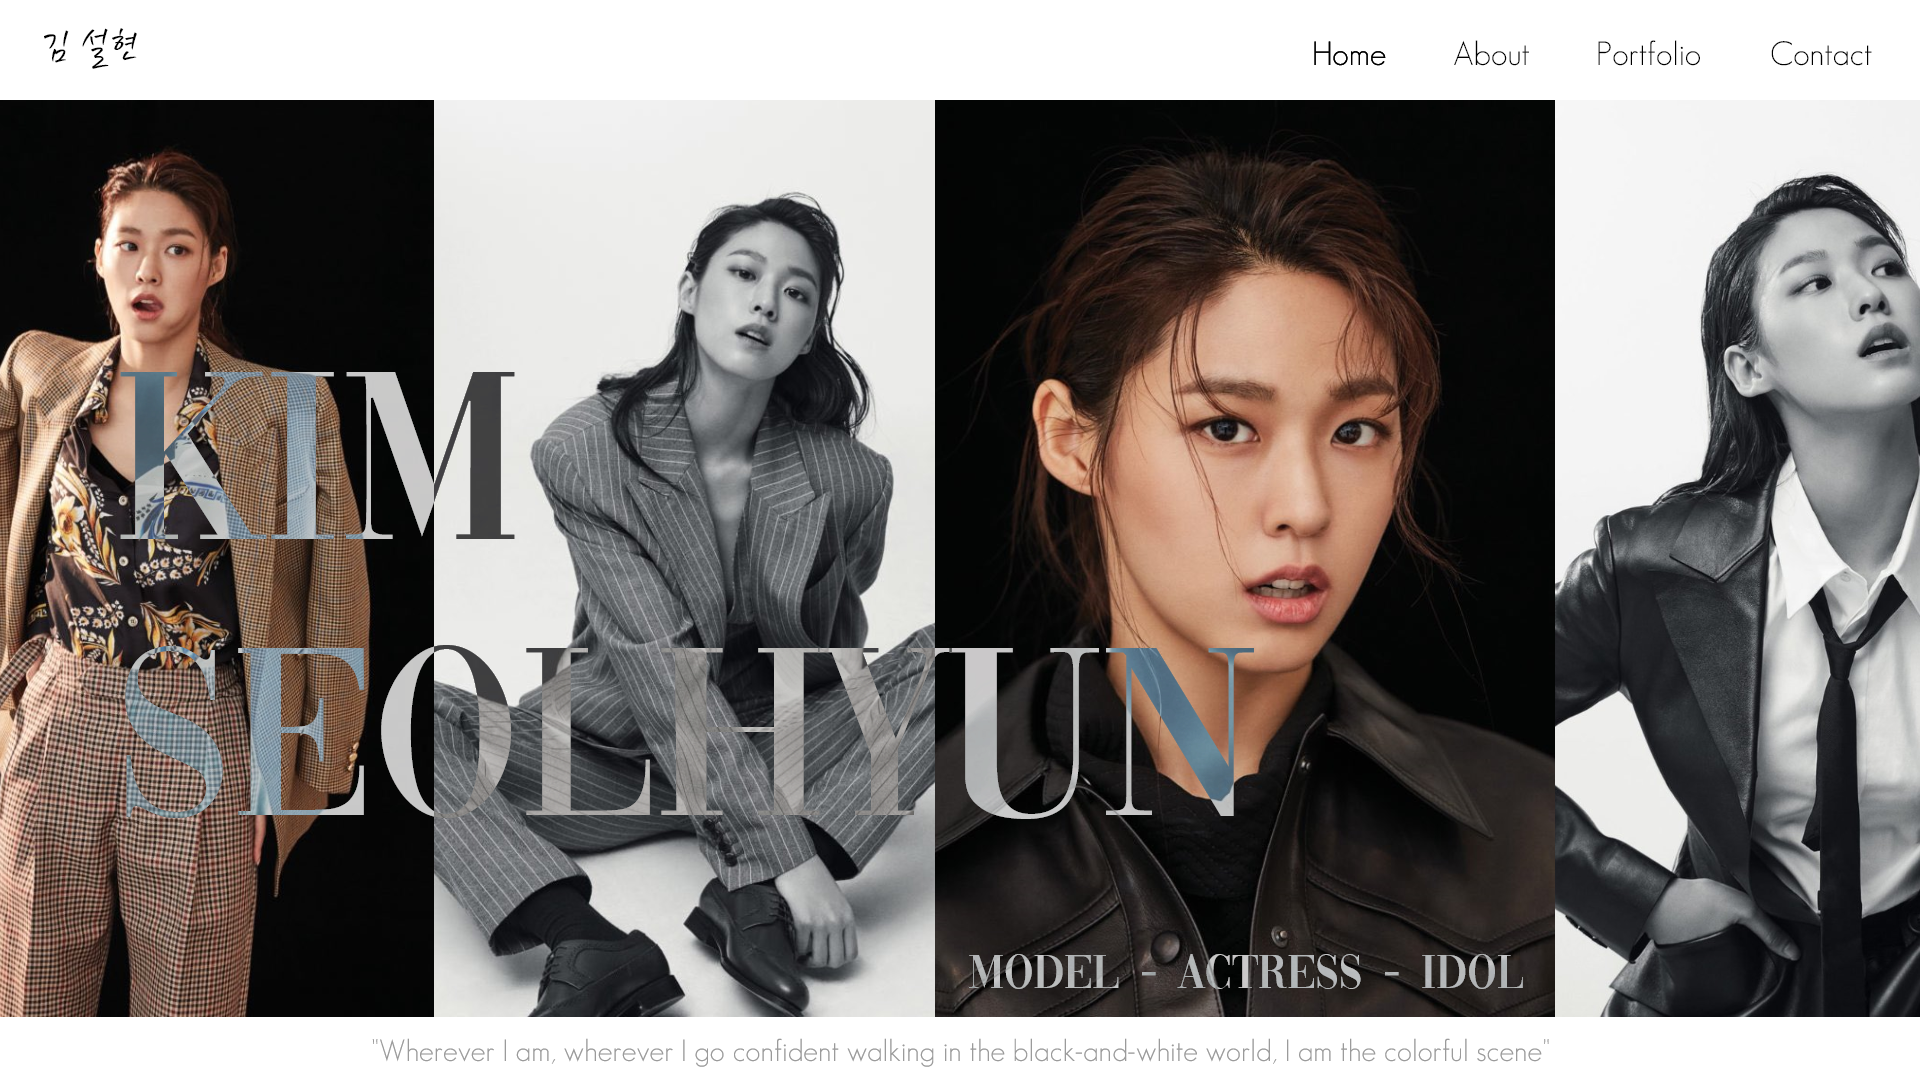 김 설현
Home About Portfolio Contact
KIM
SEOLHYUN
MODEL - ACTRESS - IDOL
"Wherever I am, wherever I go confident walking in the black-and-white world, I am the colorful scene"